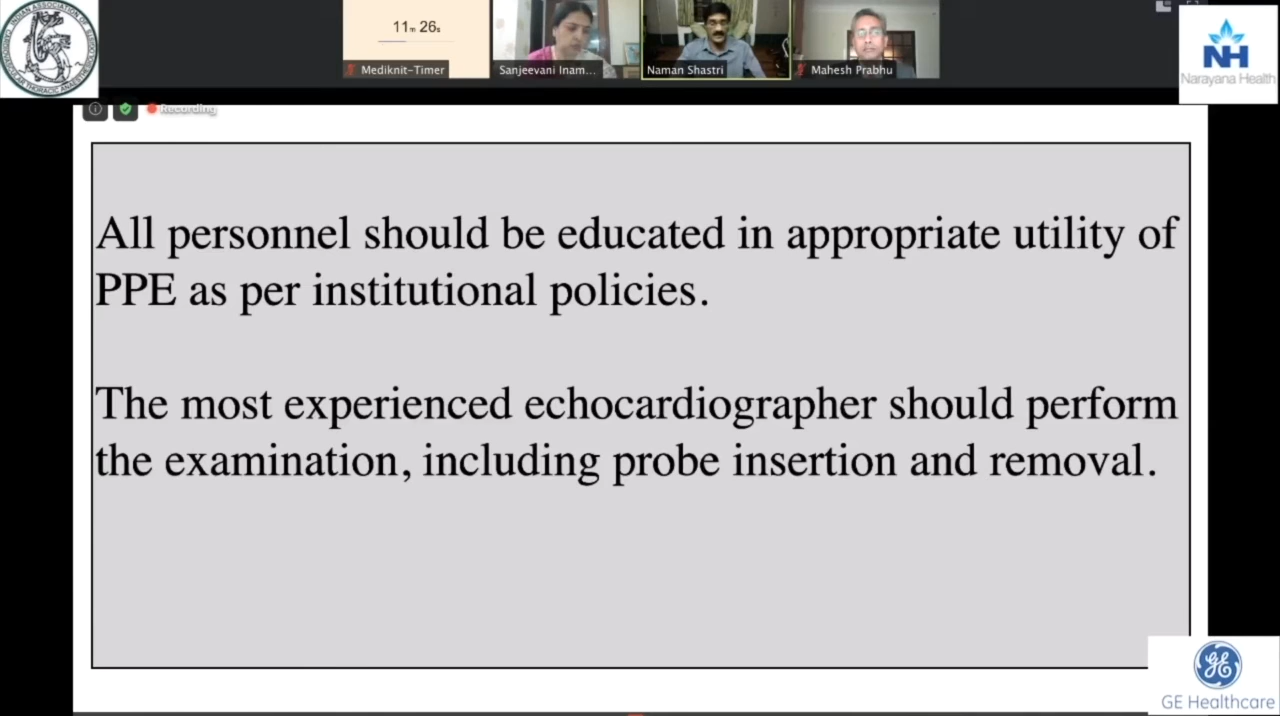 11m 26s
Mediknit-Timer
Sanjeevani Inam...
Naman Shastri
Mahesh Prabhu
NH
Narayana Health
Recording
All personnel should be educated in appropriate utility of
PPE as per institutional policies.
The most experienced echocardiographer should perform
the examination, including probe insertion and removal.
GE Healthcare